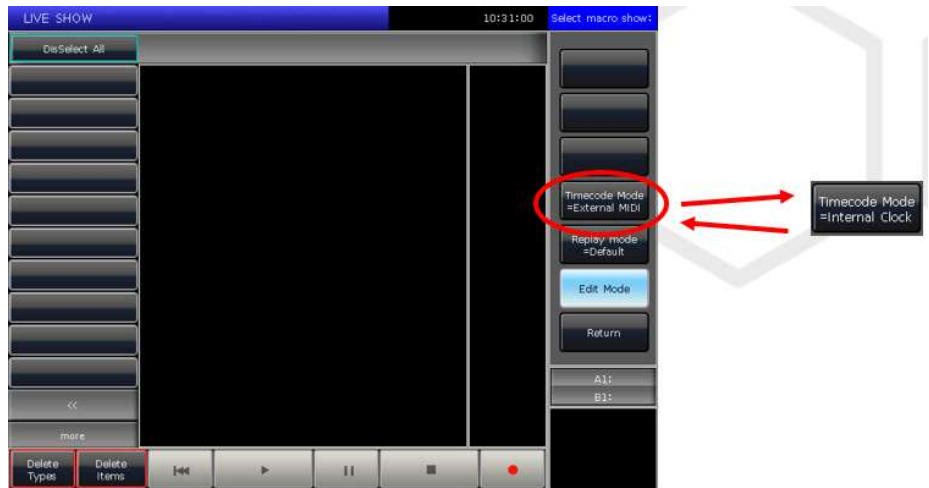 LIVE SHOW
10:31:00
Select macro show:
DisSelect All
Timecode Mode
=External MIDI
Timecode Mode
=Internal Clock
Replay mode
=Default
Edit Mode
Return
A1:
B1:
<<
more
Delete
Types
Delete
Items